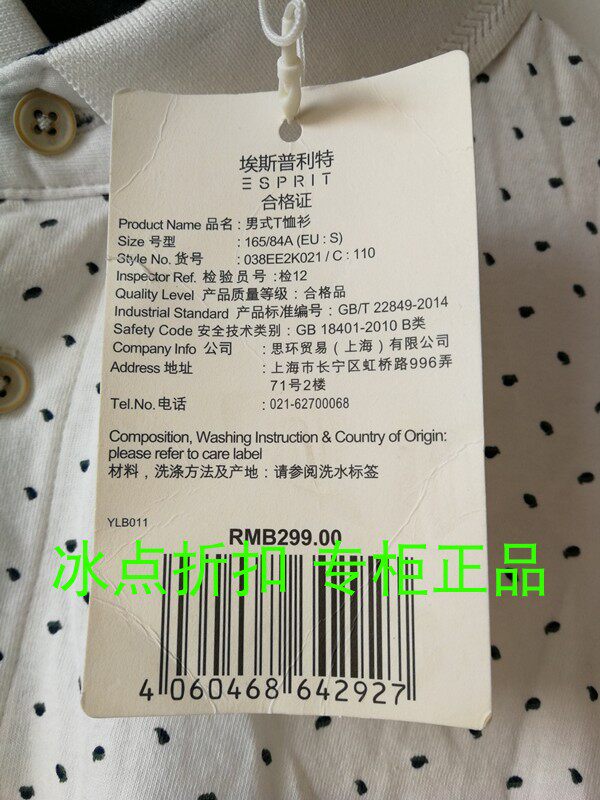 埃斯普利特
ESPRIT
合格证
Product Name 品名 : 男式T恤衫
Size 号型 : 165/84A (EU : S)
Style No. 货号 : 038EE2K021 / C : 110
Inspector Ref. 检验员号 : 检12
Quality Level 产品质量等级 : 合格品
Industrial Standard 产品标准编号 : GB/T 22849-2014
Safety Code 安全技术类别 : GB 18401-2010 B类
Company Info 公司 : 思环贸易（上海）有限公司
Address 地址 : 上海市长宁区虹桥路996弄
71号2楼
Tel.No. 电话 : 021-62700068
Composition, Washing Instruction & Country of Origin:
please refer to care label
材料，洗涤方法及产地：请参阅洗水标签
YLB011
RMB299.00
冰点折扣 专柜正品
4 060468 642927